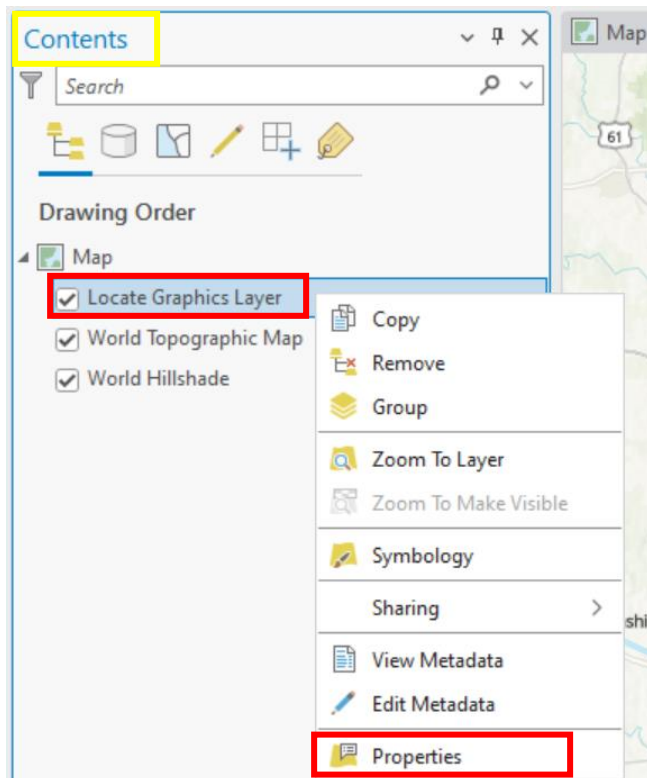 Contents
Map
Search
61
Drawing Order
Map
Locate Graphics Layer
World Topographic Map
World Hillshade
Copy
Remove
Group
Zoom To Layer
Zoom To Make Visible
Symbology
Sharing
shi
View Metadata
Edit Metadata
Properties